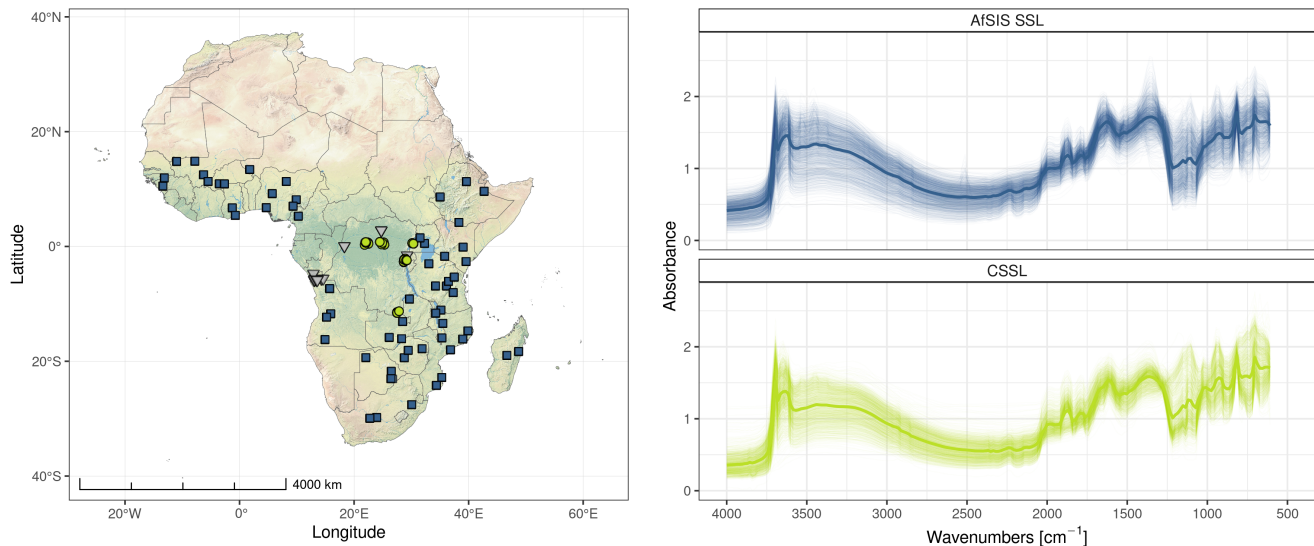 40°N
20°N
0°
20°S
40°S
Latitude
4000 km
20°W
0°
20°E
40°E
60°E
Longitude
AfSIS SSL
2
1
0
CSSL
2
1
0
Absorbance
4000
3500
3000
2500
2000
1500
1000
500
Wavenumbers [cm⁻¹]